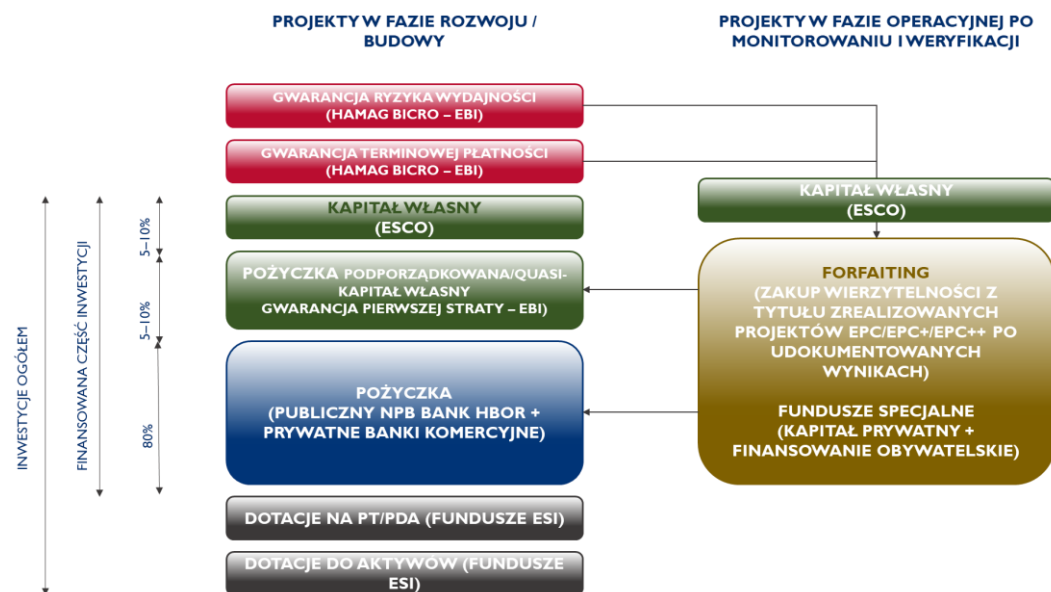 PROJEKTY W FAZIE ROZWOJU /
BUDOWY
PROJEKTY W FAZIE OPERACYJNEJ PO
MONITOROWANIU I WERYFIKACJI
GWARANCJA RYZYKA WYDAJNOŚCI
(HAMAG BICRO – EBI)
GWARANCJA TERMINOWEJ PŁATNOŚCI
(HAMAG BICRO – EBI)
KAPITAŁ WŁASNY
(ESCO)
POŻYCZKA PODPORZĄDKOWANA/QUASI-
KAPITAŁ WŁASNY
GWARANCJA PIERWSZEJ STRATY – EBI)
POŻYCZKA
(PUBLICZNY NPB BANK HBOR +
PRYWATNE BANKI KOMERCYJNE)
DOTACJE NA PT/PDA (FUNDUSZE ESI)
DOTACJE DO AKTYWÓW (FUNDUSZE
ESI)
KAPITAŁ WŁASNY
(ESCO)
FORFAITING
(ZAKUP WIERZYTELNOŚCI Z
TYTUŁU ZREALIZOWANYCH
PROJEKTÓW EPC/EPC+/EPC++ PO
UDOKUMENTOWANYCH
WYNIKACH)
FUNDUSZE SPECJALNE
(KAPITAŁ PRYWATNY +
FINANSOWANIE OBYWATELSKIE)
INWESTYCJE OGÓŁEM
FINANSOWANA CZĘŚĆ INWESTYCJI
5–10%
5–10%
80%